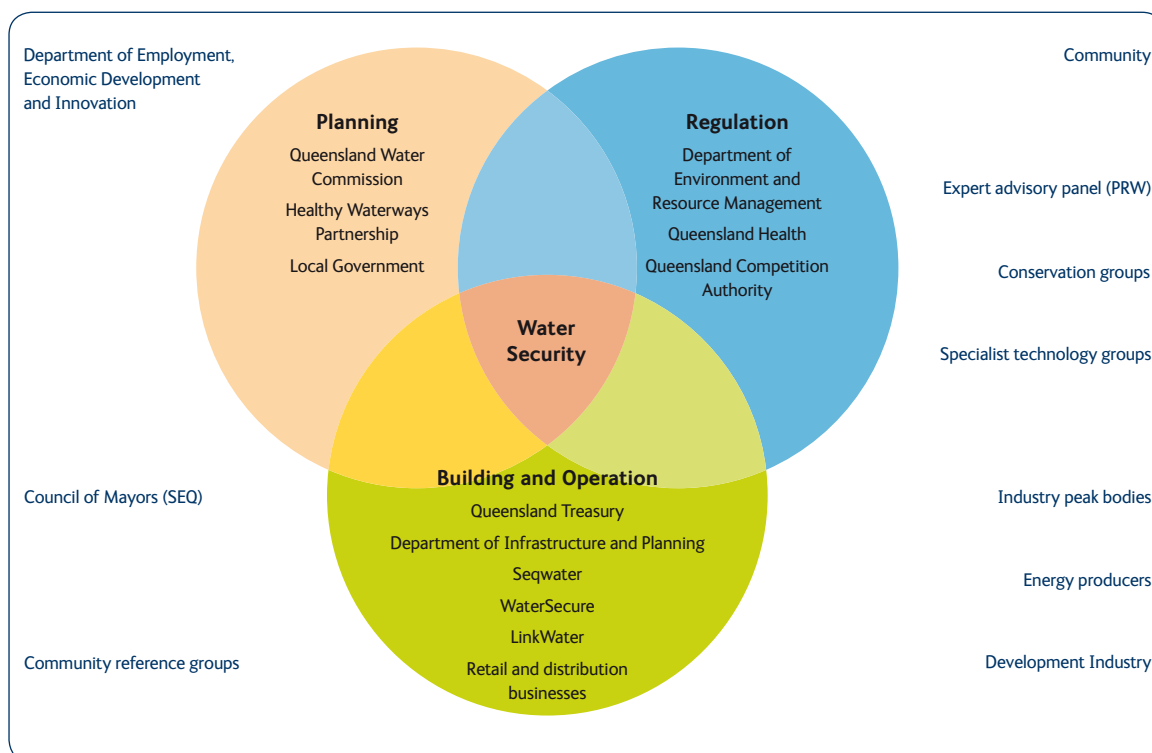 Department of Employment,
Economic Development
and Innovation
Community
Planning
Queensland Water
Commission
Healthy Waterways
Partnership
Local Government
Regulation
Department of
Environment and
Resource Management
Queensland Health
Queensland Competition
Authority
Expert advisory panel (PRW)
Conservation groups
Specialist technology groups
Water
Security
Council of Mayors (SEQ)
Building and Operation
Queensland Treasury
Department of Infrastructure and Planning
Seqwater
WaterSecure
LinkWater
Retail and distribution
businesses
Industry peak bodies
Energy producers
Community reference groups
Development Industry